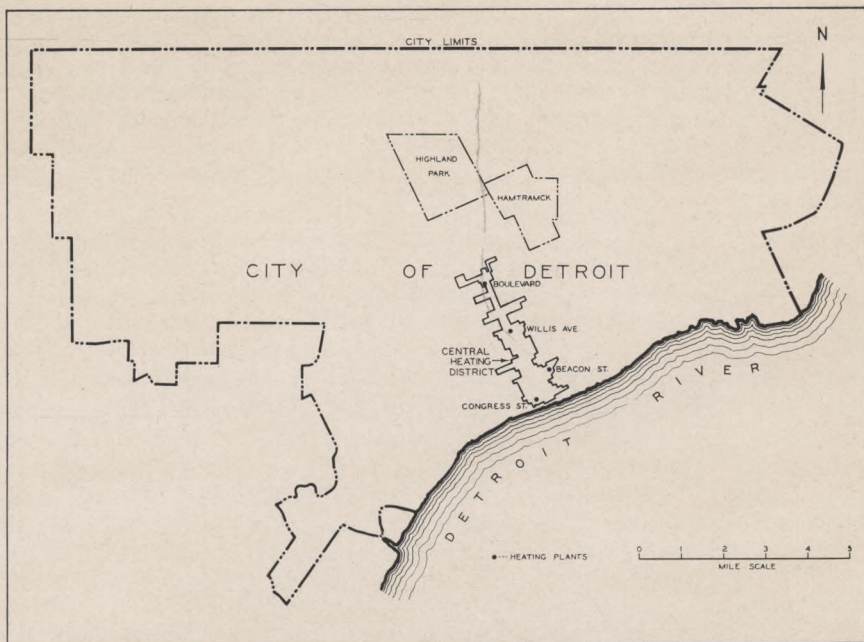 CITY LIMITS
N
HIGHLAND
PARK
HAMTRAMCK
CITY OF DETROIT
BOULEVARD
WILLIS AVE
CENTRAL
HEATING
DISTRICT
BEACON ST.
CONGRESS ST.
DETROIT RIVER
HEATING PLANTS
0 1 2 3 4 5
MILE SCALE